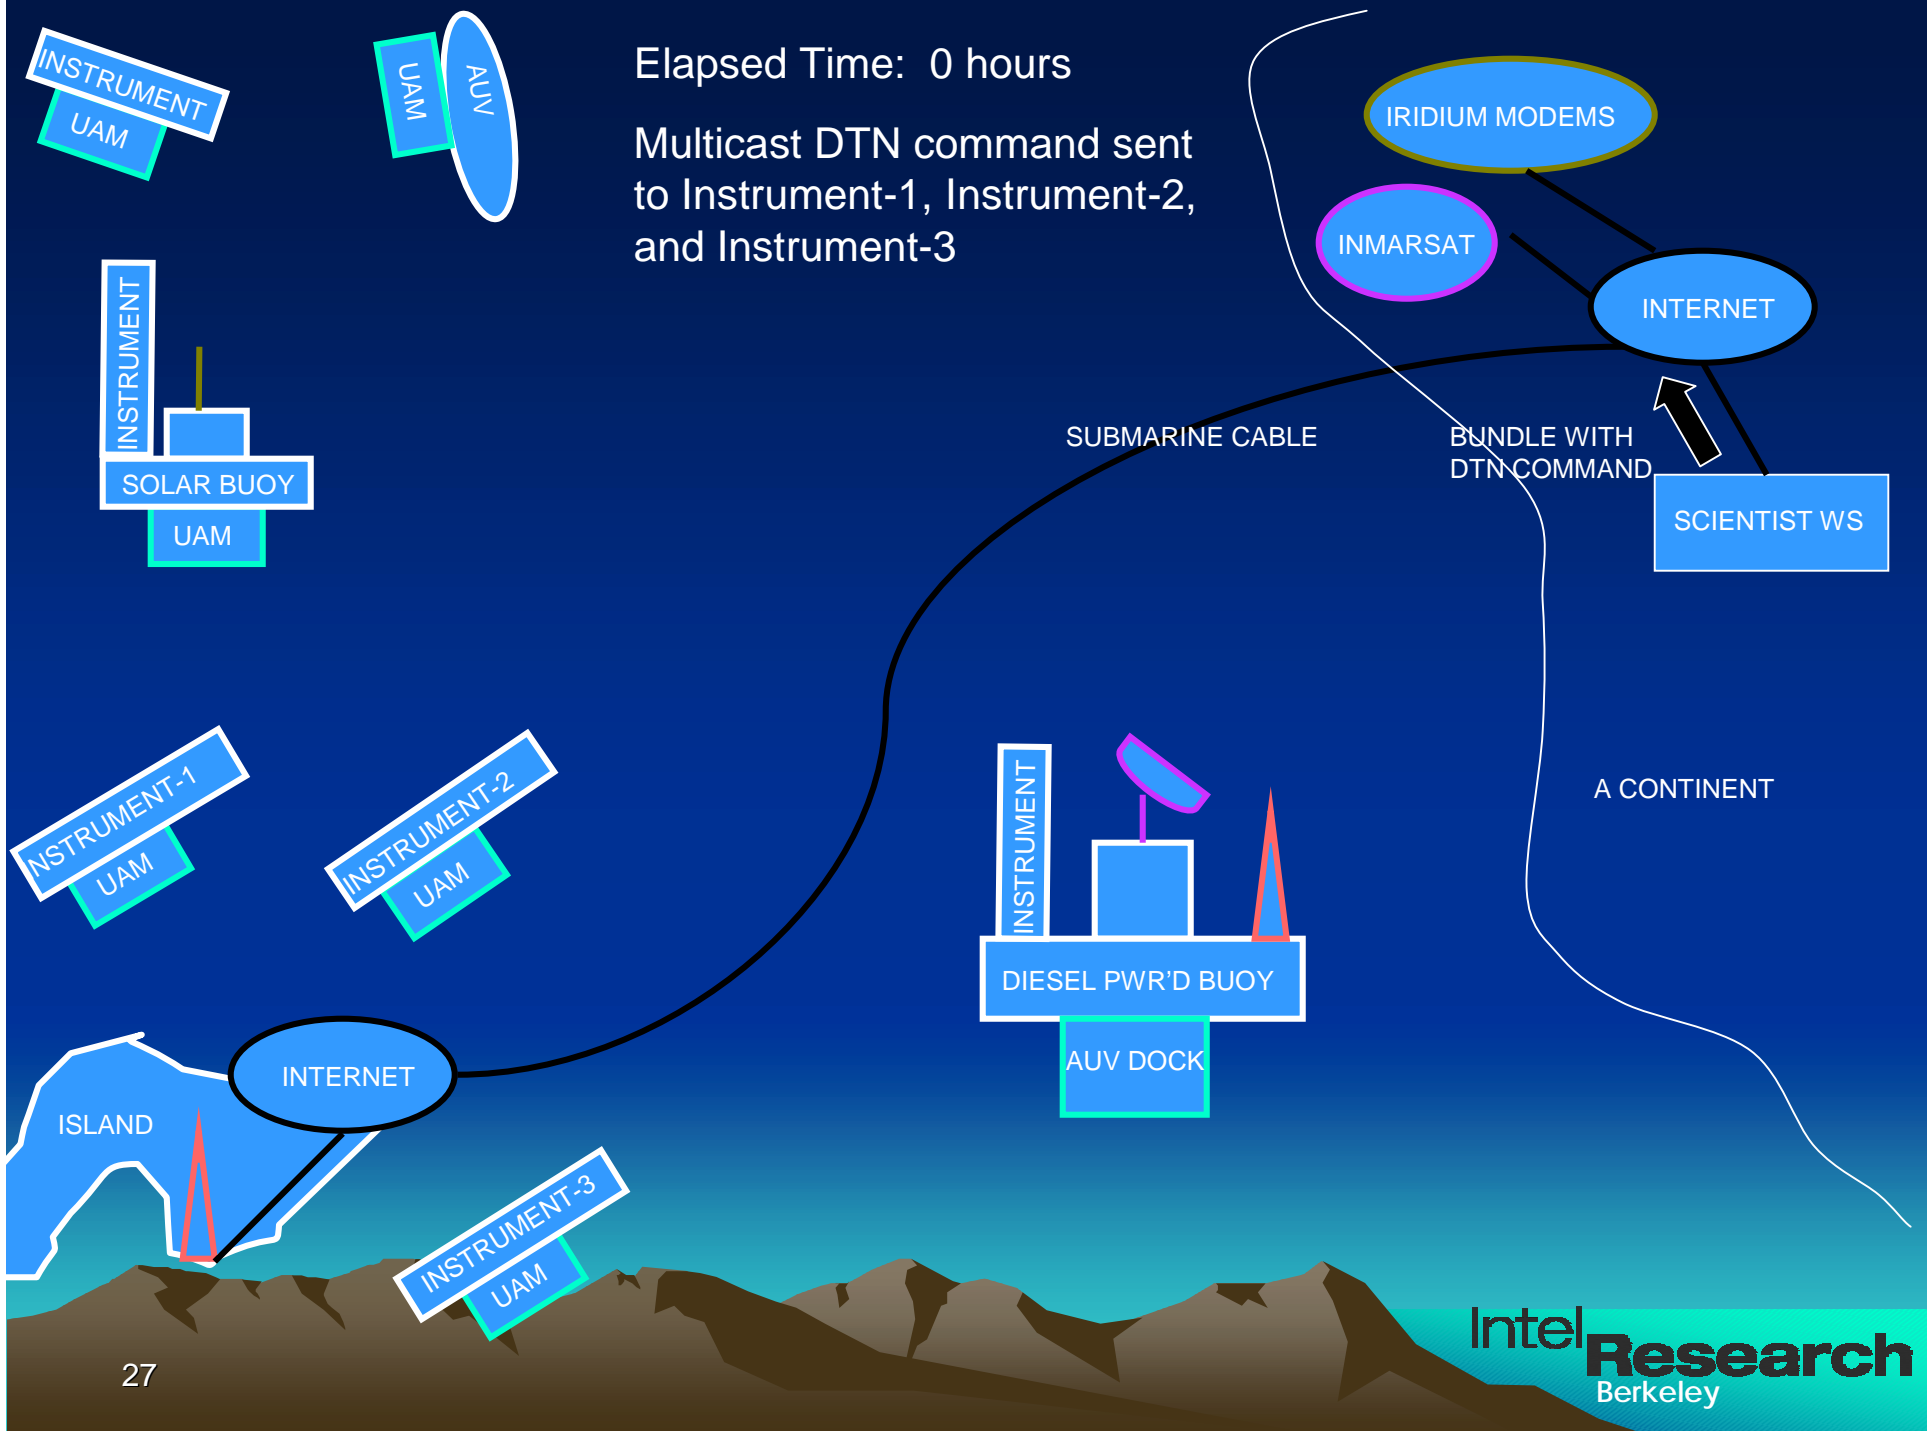 INSTRUMENT
UAM
UAM
AUV
Elapsed Time: 0 hours
Multicast DTN command sent
to Instrument-1, Instrument-2,
and Instrument-3
IRIDIUM MODEMS
INMARSAT
INTERNET
INSTRUMENT
SOLAR BUOY
UAM
SUBMARINE CABLE
BUNDLE WITH
DTN COMMAND
SCIENTIST WS
NSTRUMENT-1
UAM
INSTRUMENT-2
UAM
INSTRUMENT
DIESEL PWR'D BUOY
AUV DOCK
A CONTINENT
INTERNET
ISLAND
INSTRUMENT-3
UAM
27
Intel
Research
Berkeley